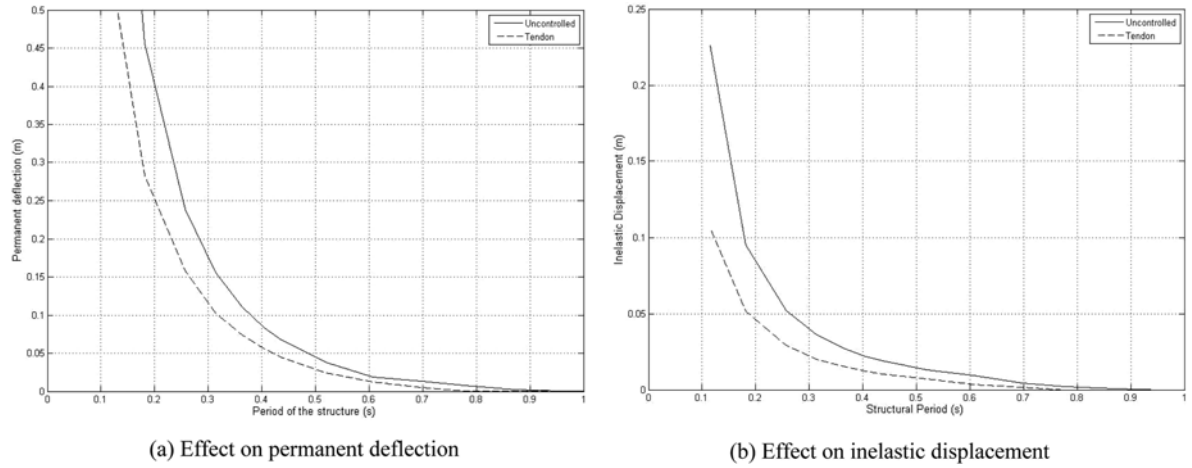 0.5
0.45
0.4
0.35
0.3
0.25
0.2
0.15
0.1
0.05
0
0 0.1 0.2 0.3 0.4 0.5 0.6 0.7 0.8 0.9 1
Permanent deflection (m)
Period of the structure (s)
Uncontrolled
Tendon
(a) Effect on permanent deflection
0.25
0.2
0.15
0.1
0.05
0
0 0.1 0.2 0.3 0.4 0.5 0.6 0.7 0.8 0.9 1
Inelastic Displacement (m)
Structural Period (s)
Uncontrolled
Tendon
(b) Effect on inelastic displacement